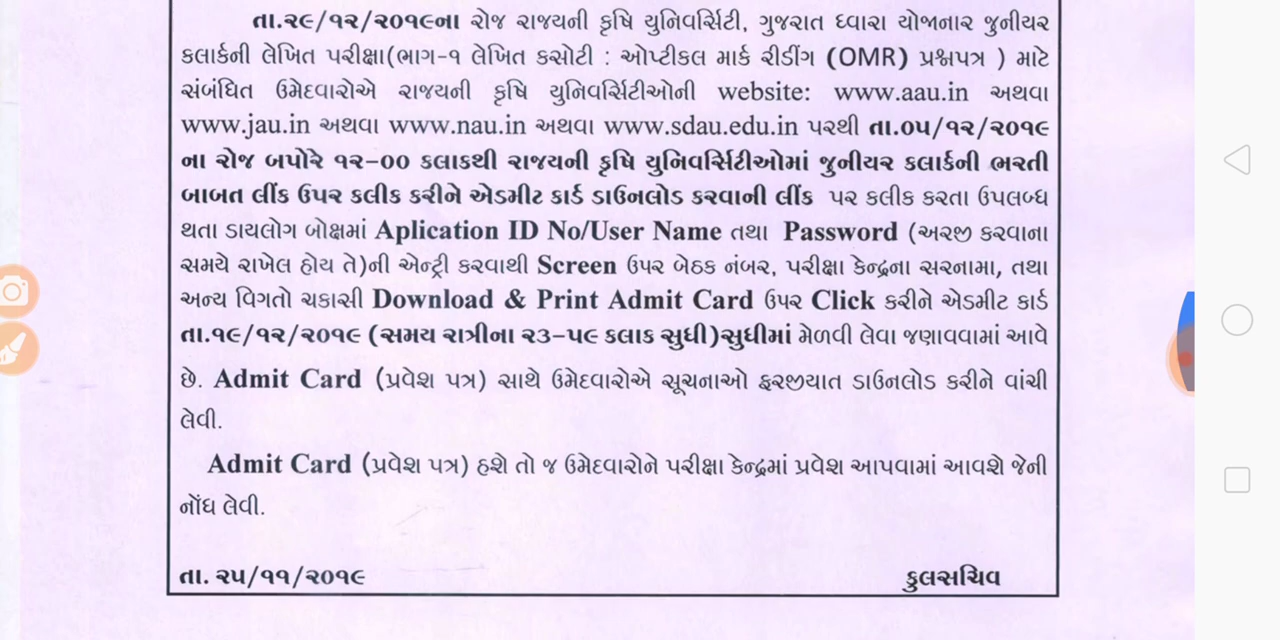 તા.૨૯/૧૨/૨૦૧૯ના રોજ રાજયની કૃષિ યુનિવર્સિટી, ગુજરાત ધ્વારા યોજાનાર જુનીયર
કલાર્કની લેખિત પરીક્ષા(ભાગ-૧ લેખિત કસોટી : ઓપ્ટીકલ માર્ક રીડીંગ (OMR) પ્રશ્નપત્ર ) માટે
સંબંધિત ઉમેદવારોએ રાજયની કૃષિ યુનિવર્સિટીઓની website: www.aau.in અથવા
www.jau.in અથવા www.nau.in અથવા www.sdau.edu.in પરથી તા.૦૫/૧૨/૨૦૧૯
ના રોજ બપોરે ૧૨-૦૦ કલાકથી રાજયની કૃષિ યુનિવર્સિટીઓમાં જુનીયર કલાર્કની ભરતી
બાબત લીંક ઉપર કલીક કરીને એડમીટ કાર્ડ ડાઉનલોડ કરવાની લીંક પર કલીક કરતા ઉપલબ્ધ
થતા ડાયલોગ બોક્ષમાં Aplication ID No/User Name તથા Password (અરજી કરવાના
સમયે રાખેલ હોય તે)ની એન્ટ્રી કરવાથી Screen ઉપર બેઠક નંબર, પરીક્ષા કેન્દ્રના સરનામા, તથા
અન્ય વિગતો ચકાસી Download & Print Admit Card ઉપર Click કરીને એડમીટ કાર્ડ
તા.૧૯/૧૨/૨૦૧૯ (સમય રાત્રીના ૨૩-૫૯ કલાક સુધી)સુધીમાં મેળવી લેવા જણાવવામાં આવે
છે. Admit Card (પ્રવેશ પત્ર) સાથે ઉમેદવારોએ સૂચનાઓ ફરજીયાત ડાઉનલોડ કરીને વાંચી
લેવી.
Admit Card (પ્રવેશ પત્ર) હશે તો જ ઉમેદવારોને પરીક્ષા કેન્દ્રમાં પ્રવેશ આપવામાં આવશે જેની
નોંધ લેવી.
તા. ૨૫/૧૧/૨૦૧૯ કુલસચિવ